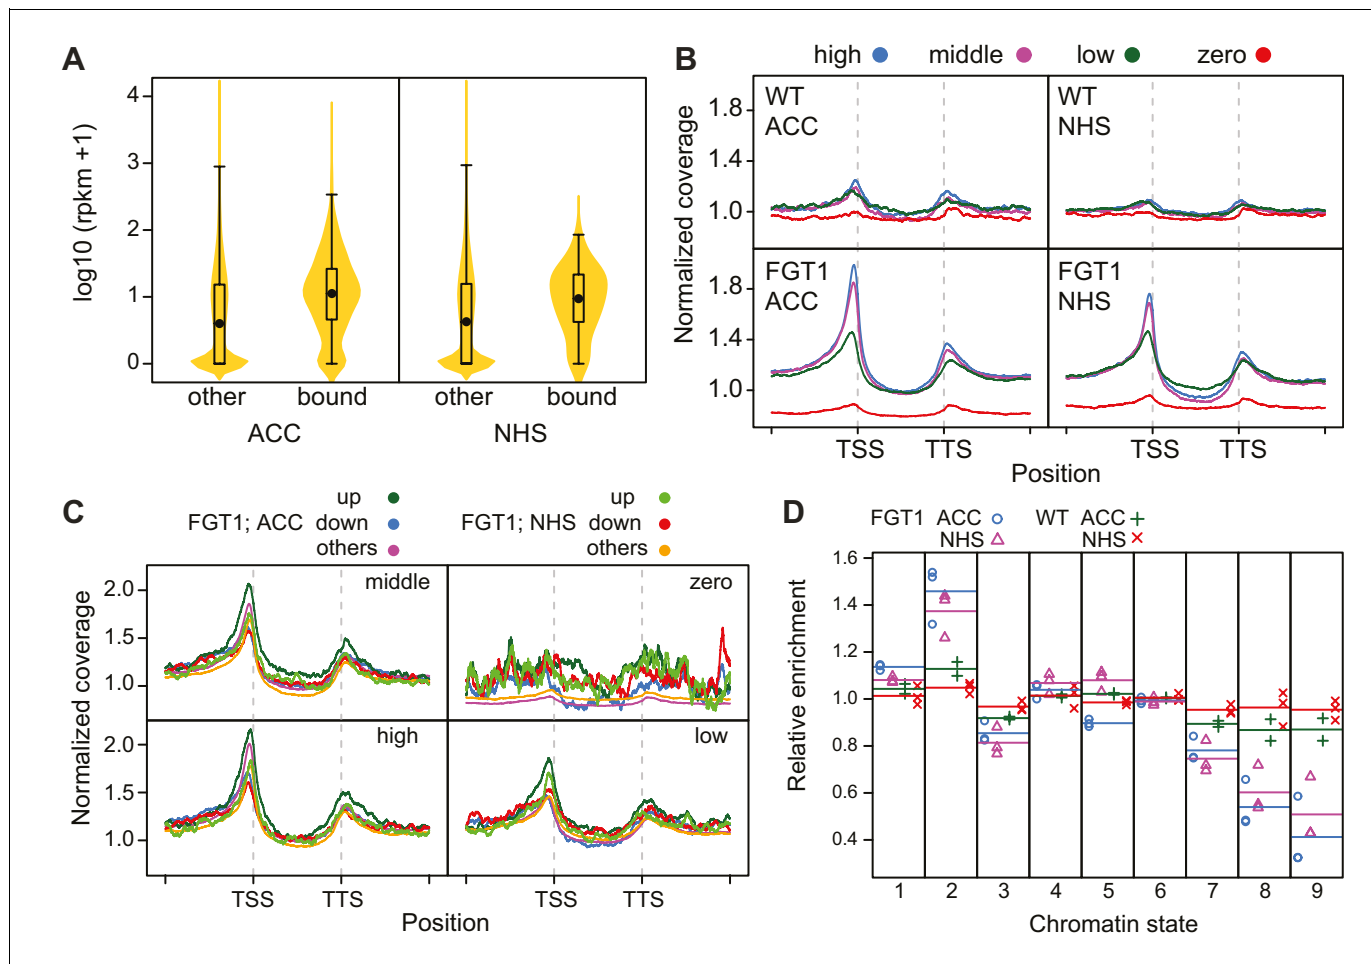 A
log10 (rpkm +1)
4
3
2
1
0
other
bound
other
bound
ACC
NHS
B
high
middle
low
zero
Normalized coverage
1.8
1.4
1.0
1.8
1.4
1.0
WT
ACC
WT
NHS
FGT1
ACC
FGT1
NHS
TSS
TTS
TSS
TTS
Position
C
up
FGT1; ACC down
others
up
FGT1; NHS down
others
Normalized coverage
2.0
1.5
1.0
2.0
1.5
1.0
middle
zero
high
low
TSS
TTS
TSS
TTS
Position
D
FGT1 ACC
NHS
WT ACC
NHS
Relative enrichment
1.6
1.4
1.2
1.0
0.8
0.6
0.4
1 2 3 4 5 6 7 8 9
Chromatin state